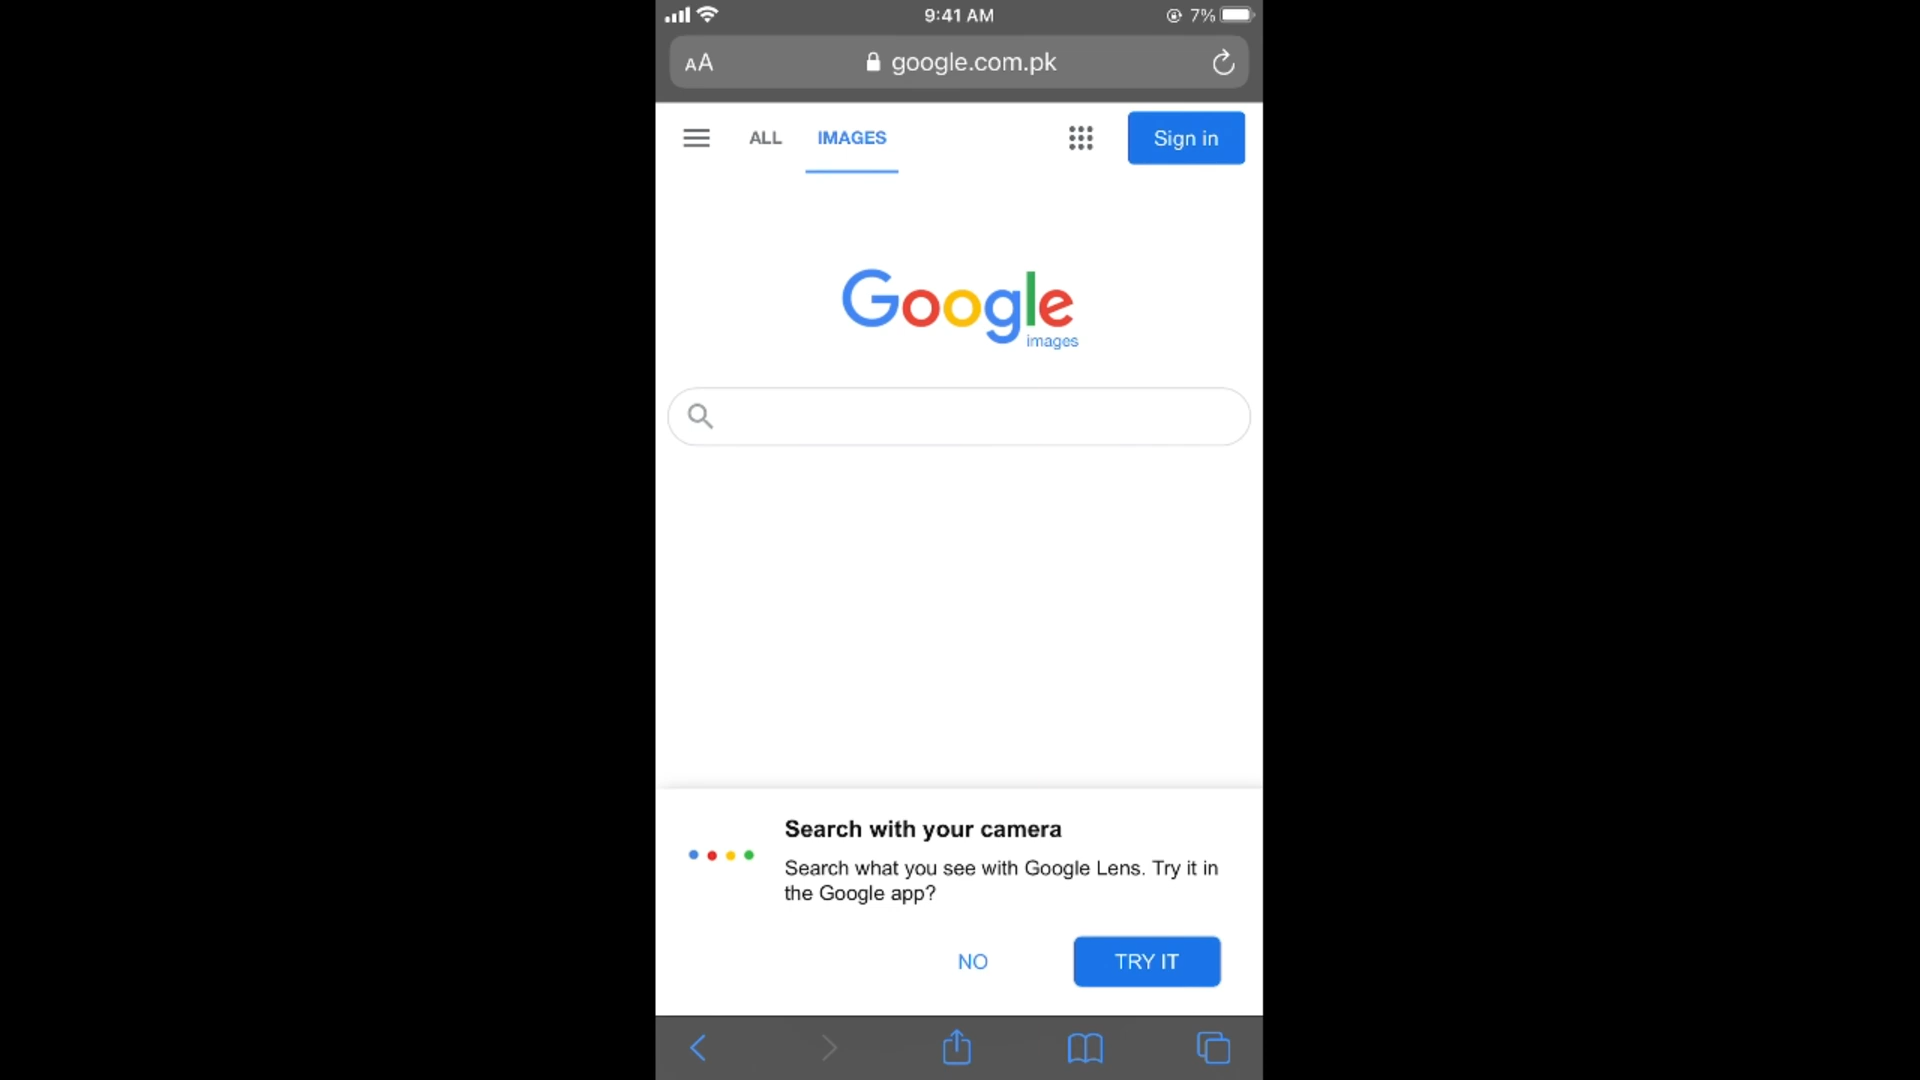 9:41 AM
7%
AA
google.com.pk
ALL
IMAGES
Sign in
Google
images
Search with your camera
Search what you see with Google Lens. Try it in
the Google app?
NO
TRY IT